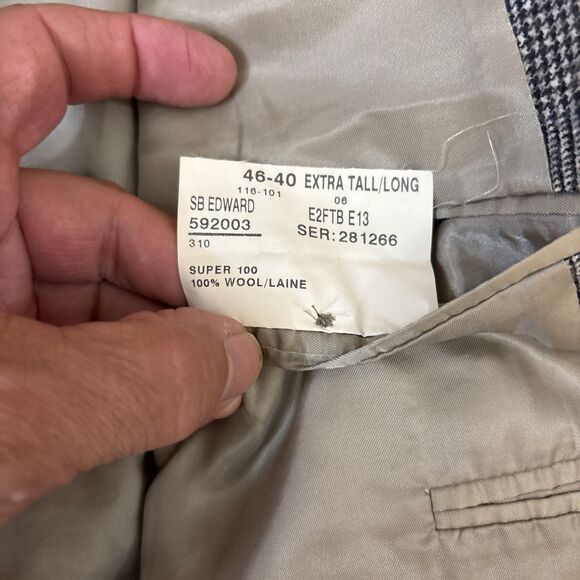 46-40 EXTRA TALL/LONG
116-101 06
SB EDWARD E2FTB E13
592003 SER:281266
310
SUPER 100
100% WOOL/LAINE